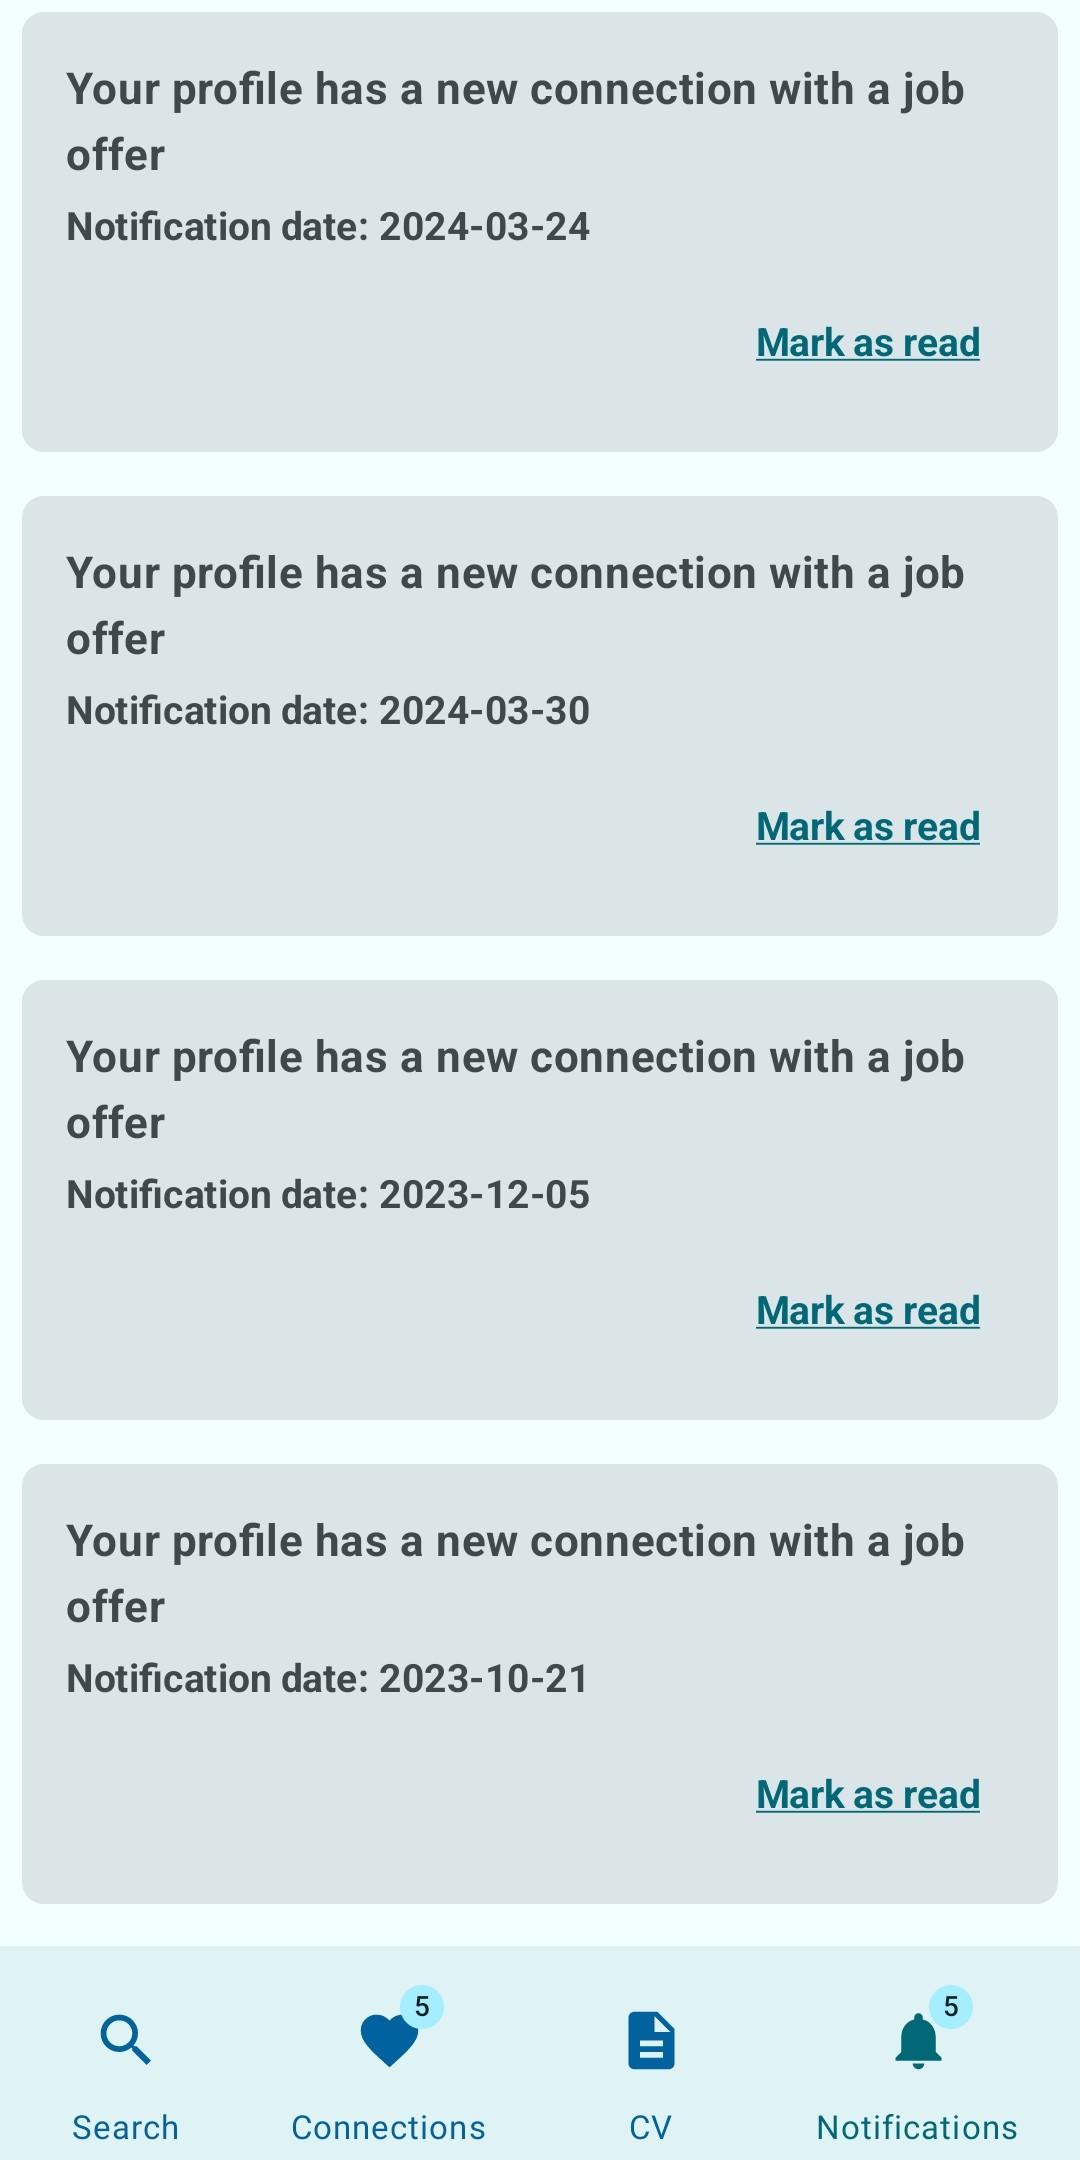 Your profile has a new connection with a job
offer
Notification date: 2024-03-24
Mark as read
Your profile has a new connection with a job
offer
Notification date: 2024-03-30
Mark as read
Your profile has a new connection with a job
offer
Notification date: 2023-12-05
Mark as read
Your profile has a new connection with a job
offer
Notification date: 2023-10-21
Mark as read
5 5
Search Connections CV Notifications